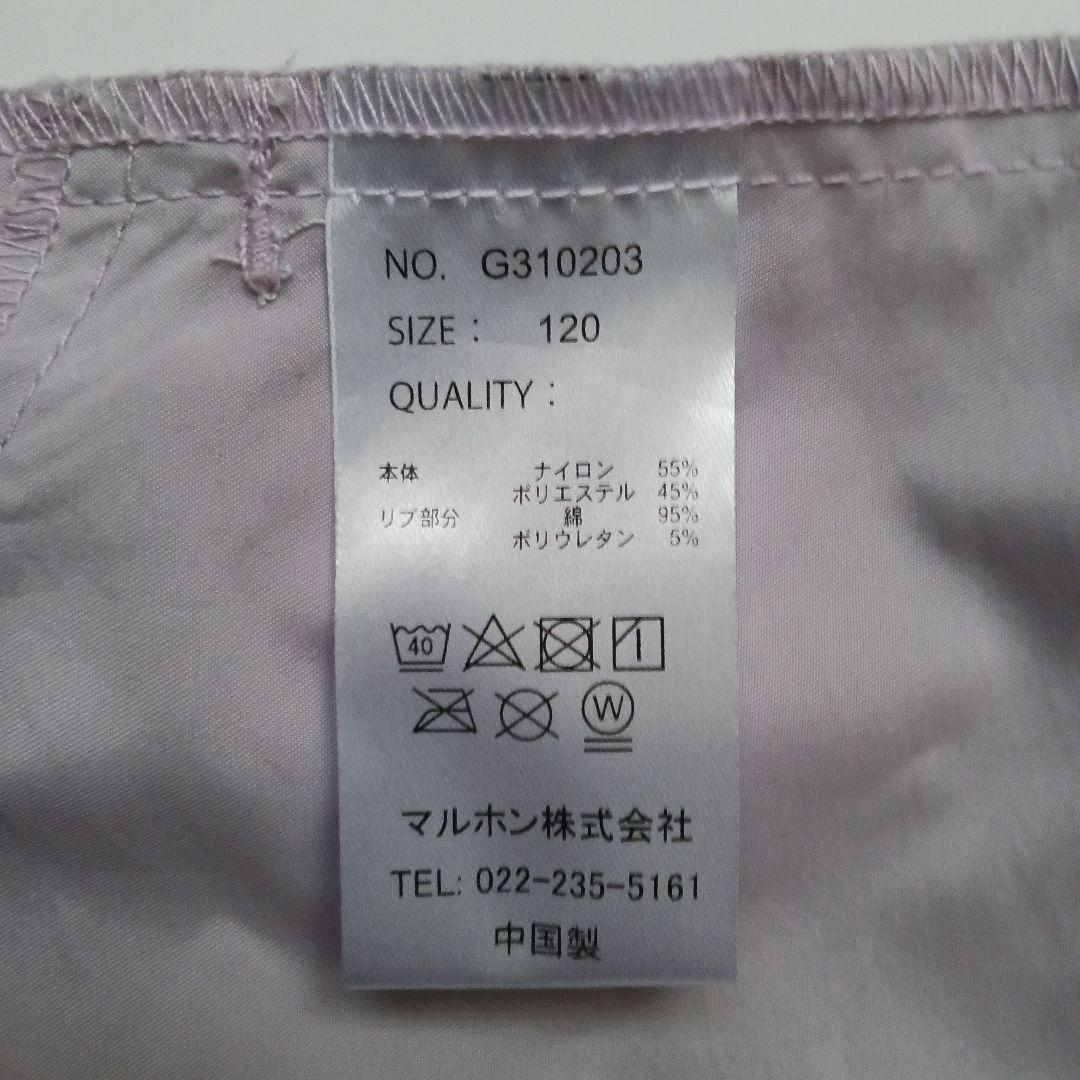 NO. G310203
SIZE : 120
QUALITY :
本体 ナイロン 55%
ポリエステル 45%
リブ部分 綿 95%
ポリウレタン 5%
40
W
マルホン株式会社
TEL: 022-235-5161
中国製